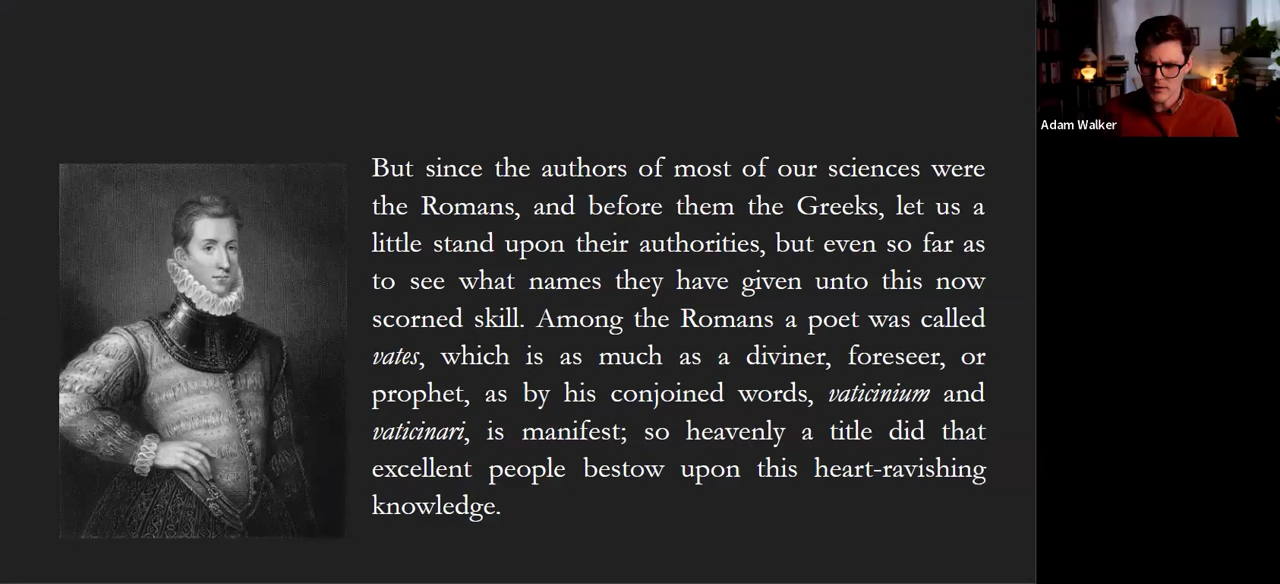 But since the authors of most of our sciences were
the Romans, and before them the Greeks, let us a
little stand upon their authorities, but even so far as
to see what names they have given unto this now
scorned skill. Among the Romans a poet was called
vates, which is as much as a diviner, foreseer, or
prophet, as by his conjoined words, vaticinium and
vaticinari, is manifest; so heavenly a title did that
excellent people bestow upon this heart-ravishing
knowledge.
Adam Walker